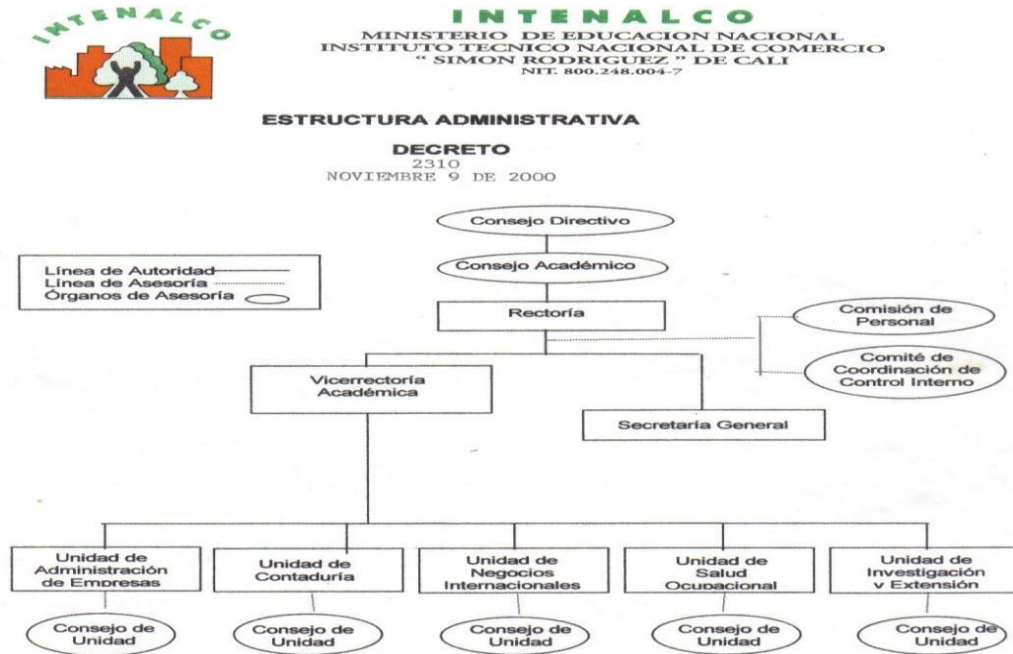 INTENALCO
INTENALCO
MINISTERIO DE EDUCACION NACIONAL
INSTITUTO TECNICO NACIONAL DE COMERCIO
“ SIMON RODRIGUEZ ” DE CALI
NIT. 800.248.004-7
ESTRUCTURA ADMINISTRATIVA
DECRETO
2310
NOVIEMBRE 9 DE 2000
Consejo Directivo
Línea de Autoridad
Línea de Asesoría
Órganos de Asesoría
Consejo Académico
Rectoría
Comisión de
Personal
Comité de
Coordinación de
Control Interno
Vicerrectoría
Académica
Secretaría General
Unidad de
Administración
de Empresas
Unidad de
Contaduría
Unidad de
Negocios
Internacionales
Unidad de
Salud
Ocupacional
Unidad de
Investigación
y Extensión
Consejo de
Unidad
Consejo de
Unidad
Consejo de
Unidad
Consejo de
Unidad
Consejo de
Unidad